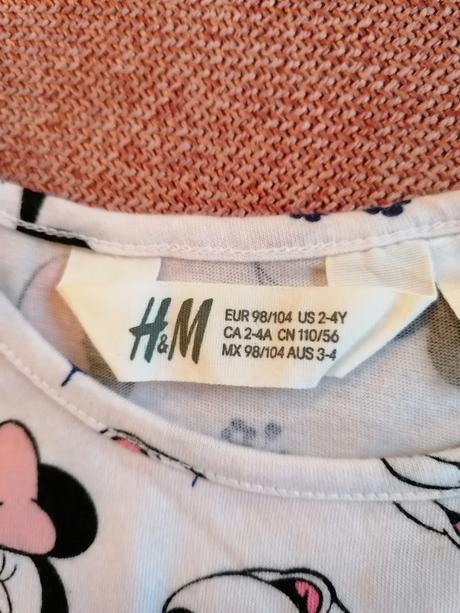 H&M
EUR 98/104 US 2-4Y
CA 2-4A CN 110/56
MX 98/104 AUS 3-4